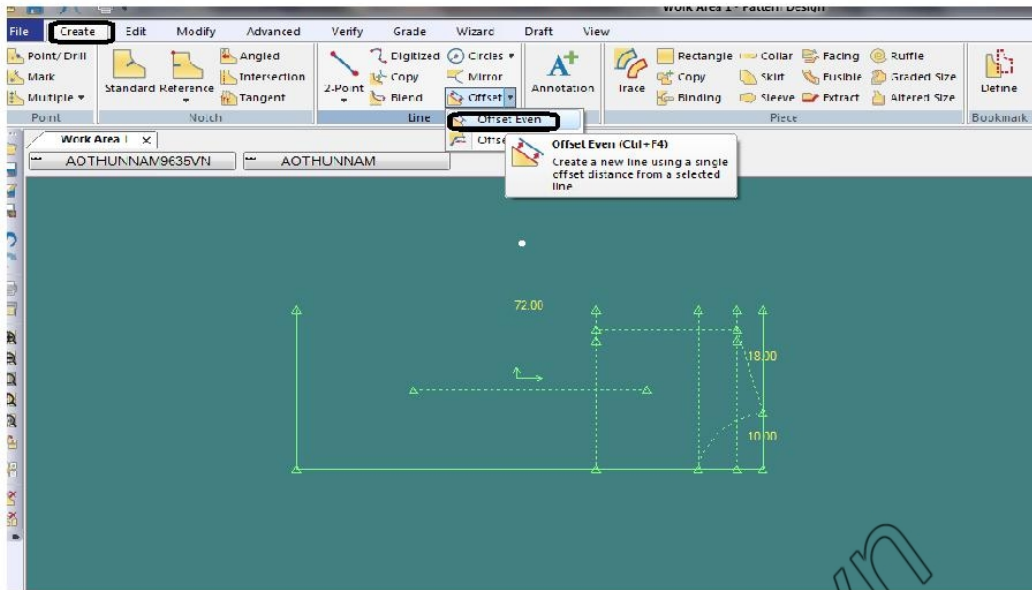 Work Area 1 - Pattern Design
File Create Edit Modify Advanced Verify Grade Wizard Draft View
Point/Drill
Mark
Multiple
Point
Standard Reference
Angled
Intersection
Tangent
Notch
2-Point
Digitized
Copy
Blend
Circles
Mirror
Offset
Line
Annotation
Trace
Rectangle
Copy
Binding
Collar
Skirt
Sleeve
Facing
Fusible
Extract
Ruffle
Graded Size
Altered Size
Piece
Define
Bookmark
Offset Even
Offset Even (Ctrl+F4)
Create a new line using a single
offset distance from a selected
line
Work Area 1 x
AOTHUNNAM9635VN
AOTHUNNAM
72.00
18.00
10.00